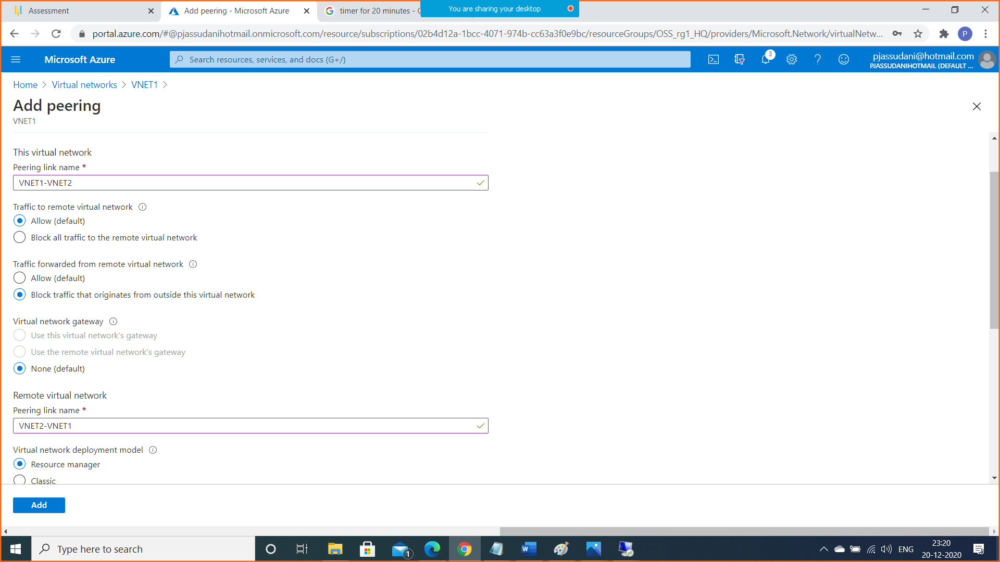 Assessment
Add peering - Microsoft Azure
timer for 20 minutes -
You are sharing your desktop
portal.azure.com/#@pjassudanihotmail.onmicrosoft.com/resource/subscriptions/02b4d12a-1bcc-4071-974b-cc63a3f0e9bc/resourceGroups/OSS_rg1_HQ/providers/Microsoft.Network/virtualNetw...
P
Microsoft Azure
Search resources, services, and docs (G+/)
3
pjassudani@hotmail.com
PJASSUDANIHOTMAIL (DEFAULT ...
Home > Virtual networks > VNET1 >
Add peering
VNET1
This virtual network
Peering link name *
VNET1-VNET2
Traffic to remote virtual network
Allow (default)
Block all traffic to the remote virtual network
Traffic forwarded from remote virtual network
Allow (default)
Block traffic that originates from outside this virtual network
Virtual network gateway
Use this virtual network's gateway
Use the remote virtual network's gateway
None (default)
Remote virtual network
Peering link name *
VNET2-VNET1
Virtual network deployment model
Resource manager
Classic
Add
Type here to search
1
ENG
23:20
20-12-2020